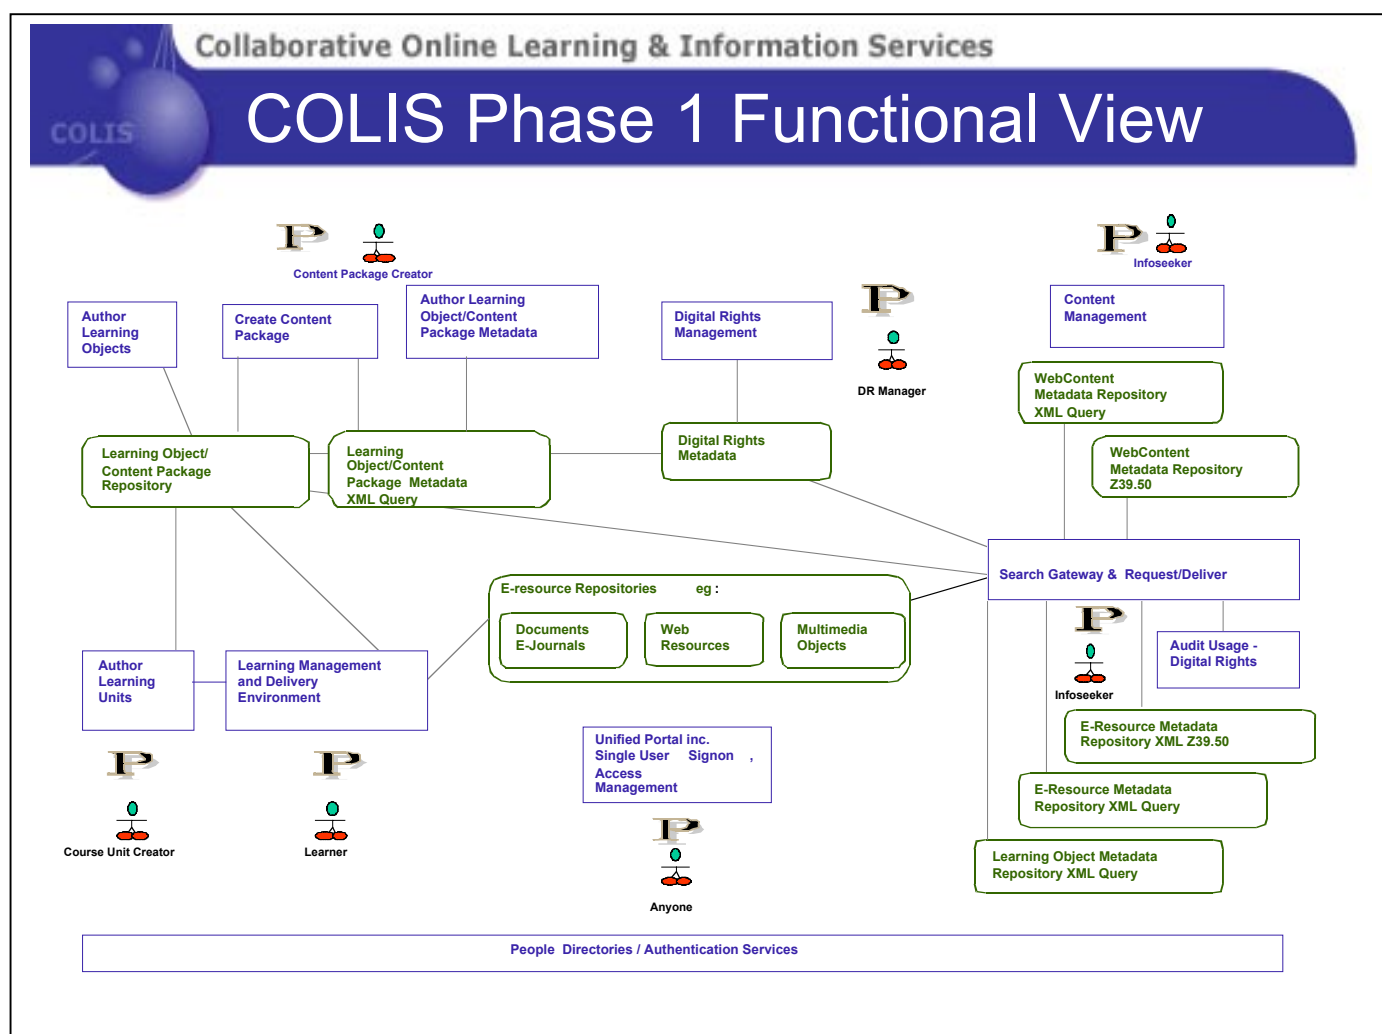 Collaborative Online Learning & Information Services
COLIS
COLIS Phase 1 Functional View
P
Content Package Creator
P
Infoseeker
Author
Learning
Objects
Create Content
Package
Author Learning
Object/Content
Package Metadata
Digital Rights
Management
P
DR Manager
Content
Management
WebContent
Metadata Repository
XML Query
WebContent
Metadata Repository
Z39.50
Learning Object/
Content Package
Repository
Learning
Object/Content
Package Metadata
XML Query
Digital Rights
Metadata
Search Gateway & Request/Deliver
E-resource Repositories eg :
Documents
E-Journals
Web
Resources
Multimedia
Objects
P
Infoseeker
Audit Usage -
Digital Rights
Author
Learning
Units
Learning Management
and Delivery
Environment
E-Resource Metadata
Repository XML Z39.50
E-Resource Metadata
Repository XML Query
Learning Object Metadata
Repository XML Query
Unified Portal inc.
Single User Signon ,
Access
Management
P
Course Unit Creator
P
Learner
P
Anyone
People Directories / Authentication Services